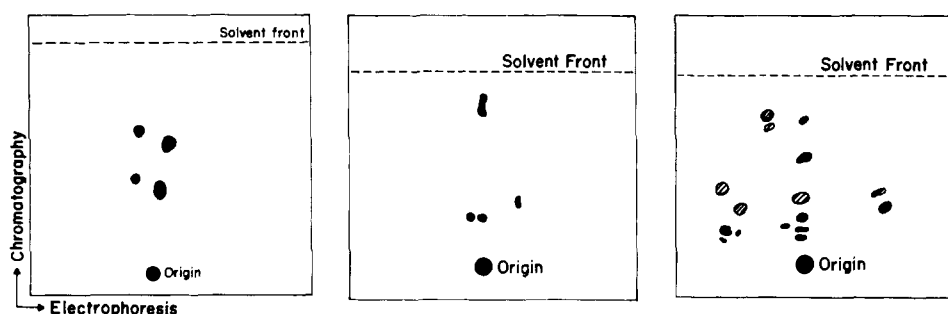 Solvent front
Origin
Chromatography
Electrophoresis
Solvent Front
Origin
Solvent Front
Origin